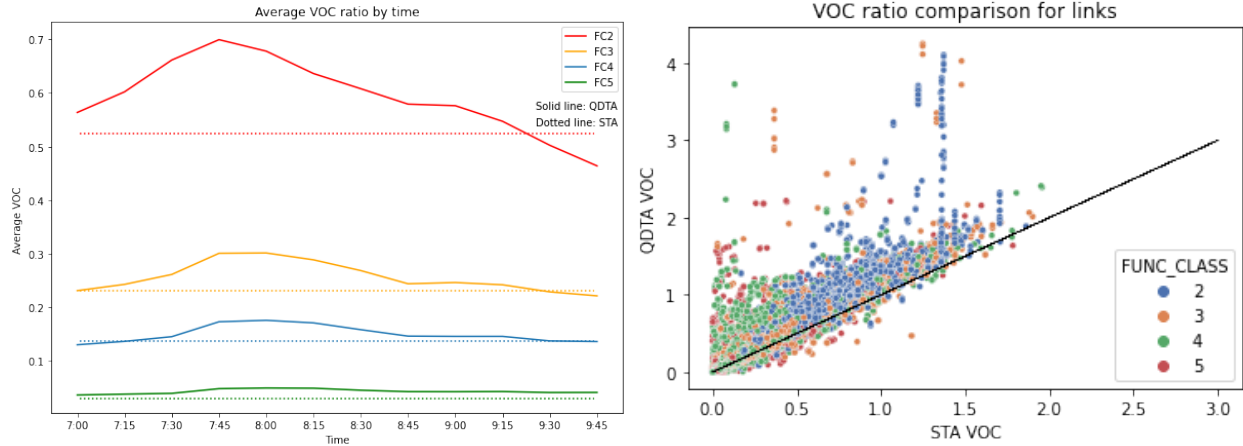 Average VOC ratio by time
0.7
0.6
0.5
0.4
0.3
0.2
0.1
Average VOC
FC2
FC3
FC4
FC5
Solid line: QDTA
Dotted line: STA
7:00 7:15 7:30 7:45 8:00 8:15 8:30 8:45 9:00 9:15 9:30 9:45
Time
VOC ratio comparison for links
4
3
2
1
0
QDTA VOC
FUNC_CLASS
2
3
4
5
0.0 0.5 1.0 1.5 2.0 2.5 3.0
STA VOC